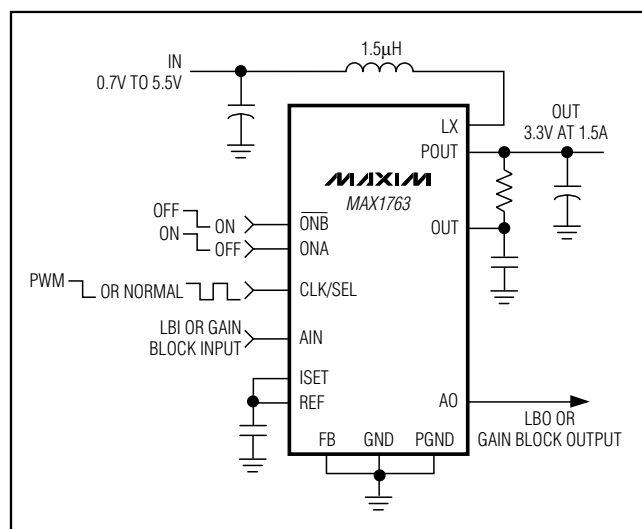 1.5µH
IN
0.7V TO 5.5V
LX
OUT
3.3V AT 1.5A
POUT
MAXIM
MAX1763
OFF ON
ONB
OUT
ON OFF
ONA
PWM OR NORMAL
CLK/SEL
LBI OR GAIN
BLOCK INPUT
AIN
ISET
REF
AO
LBO OR
GAIN BLOCK OUTPUT
FB GND PGND